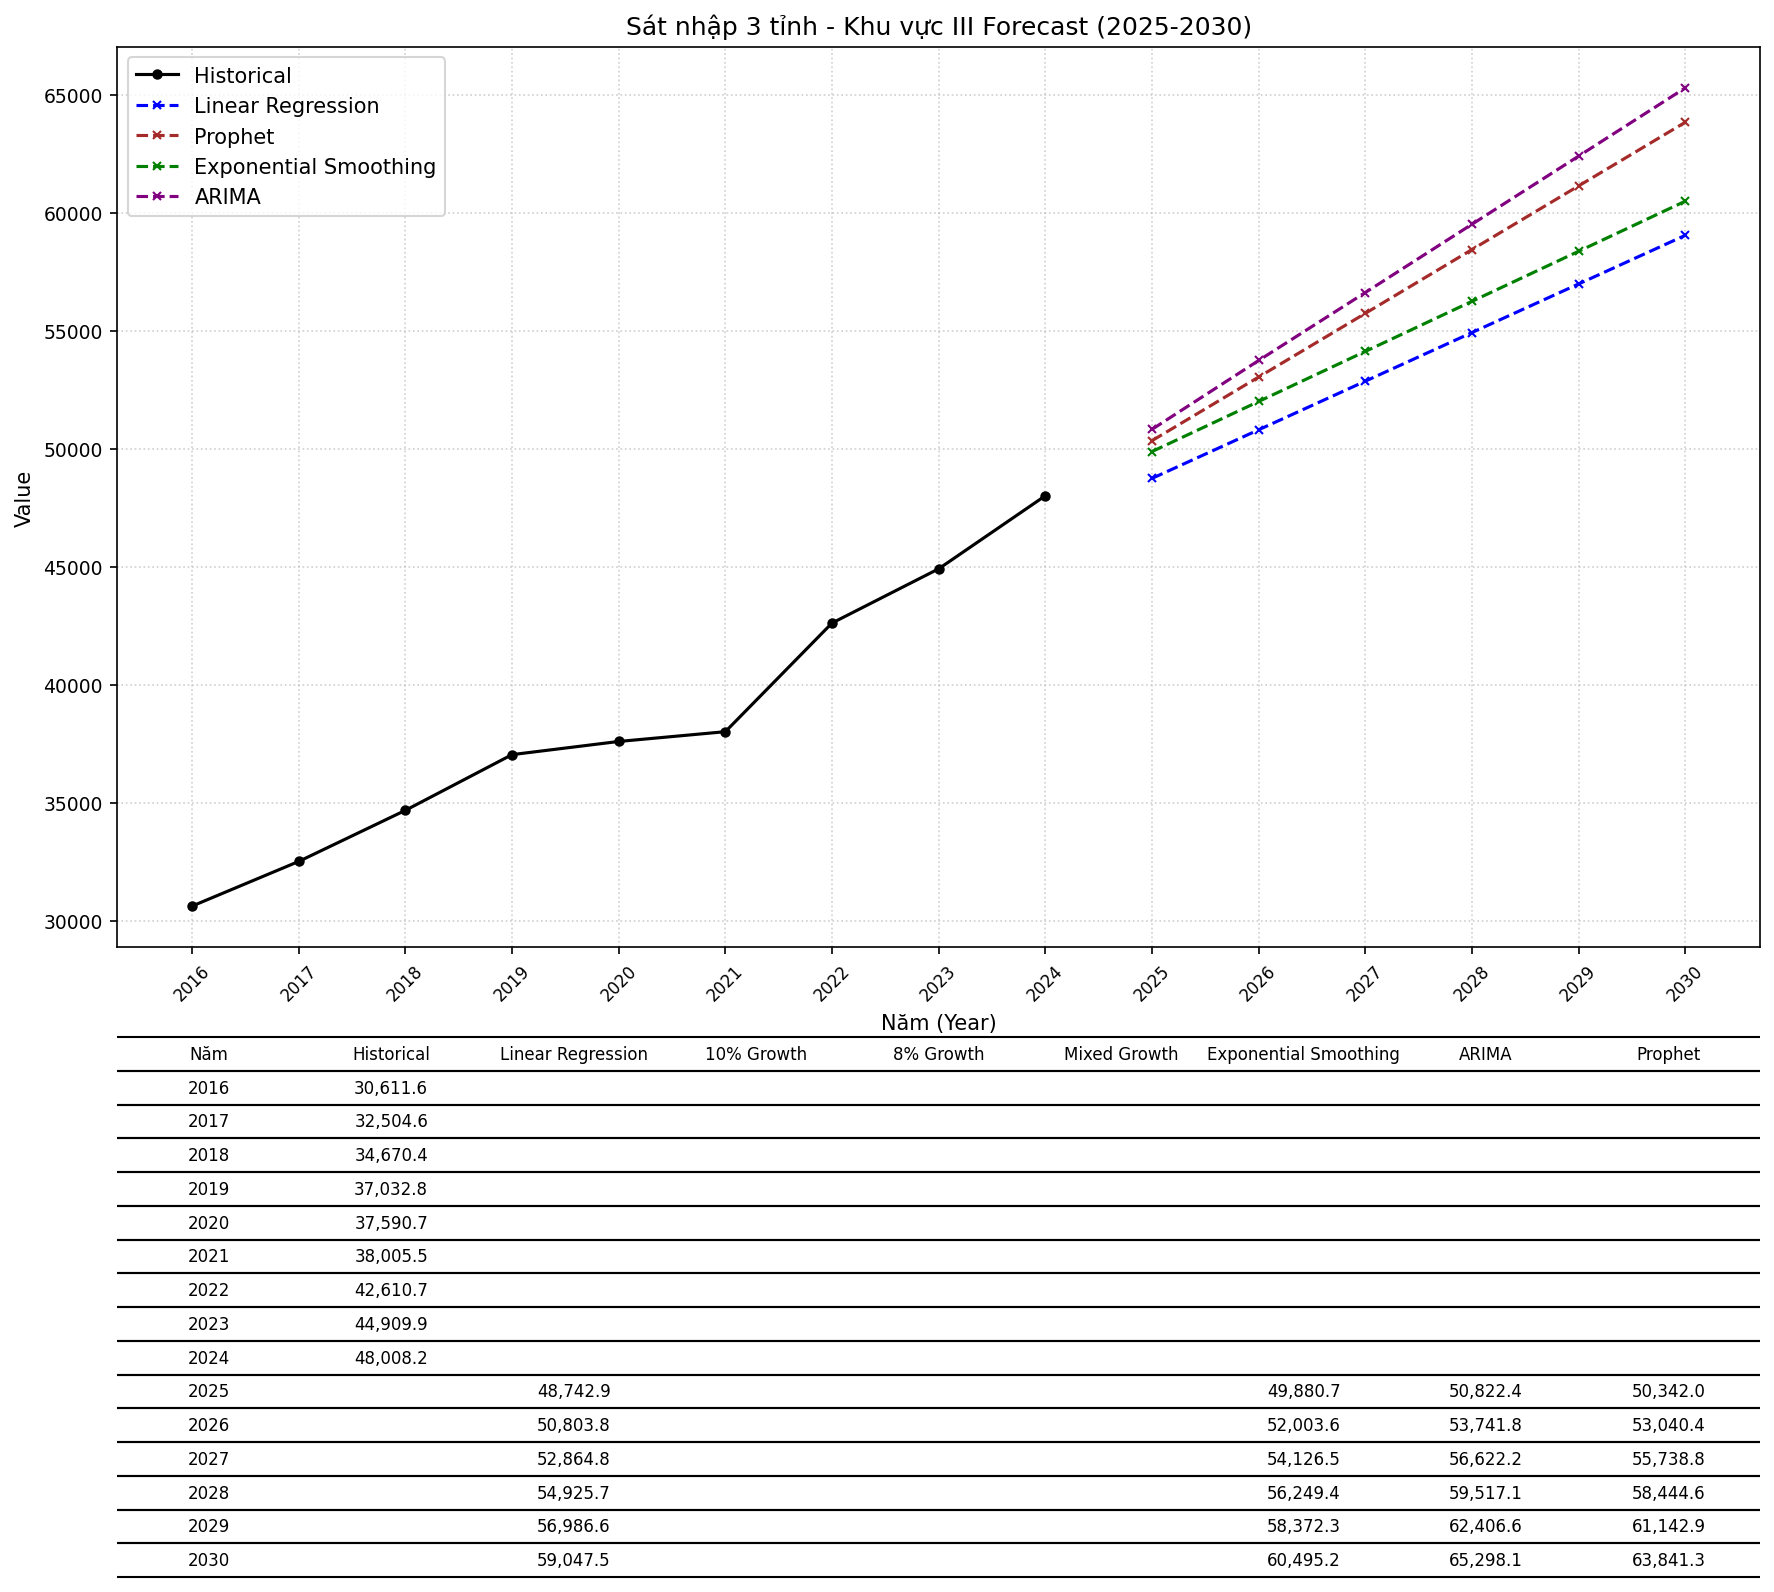 Sát nhập 3 tỉnh - Khu vực III Forecast (2025-2030)
Historical
Linear Regression
Prophet
Exponential Smoothing
ARIMA
Value
65000
60000
55000
50000
45000
40000
35000
30000
2016 2017 2018 2019 2020 2021 2022 2023 2024 2025 2026 2027 2028 2029 2030
Năm (Year)
Năm Historical Linear Regression 10% Growth 8% Growth Mixed Growth Exponential Smoothing ARIMA Prophet
2016 30,611.6
2017 32,504.6
2018 34,670.4
2019 37,032.8
2020 37,590.7
2021 38,005.5
2022 42,610.7
2023 44,909.9
2024 48,008.2
2025 48,742.9 49,880.7 50,822.4 50,342.0
2026 50,803.8 52,003.6 53,741.8 53,040.4
2027 52,864.8 54,126.5 56,622.2 55,738.8
2028 54,925.7 56,249.4 59,517.1 58,444.6
2029 56,986.6 58,372.3 62,406.6 61,142.9
2030 59,047.5 60,495.2 65,298.1 63,841.3